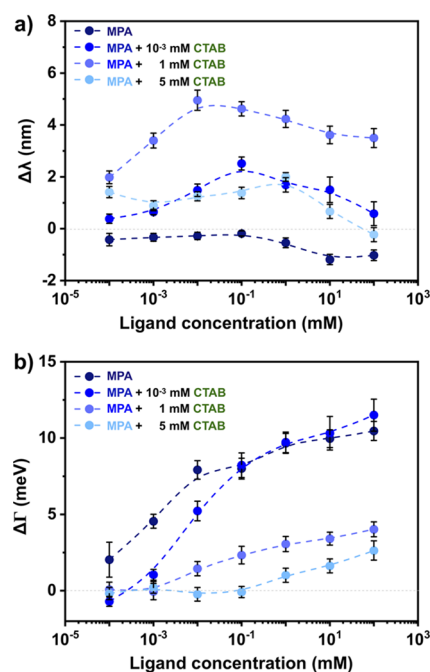 a)
MPA
MPA + 10⁻³ mM CTAB
MPA + 1 mM CTAB
MPA + 5 mM CTAB
Δλ (nm)
8
6
4
2
0
-2
10⁻⁵ 10⁻³ 10⁻¹ 10¹ 10³
Ligand concentration (mM)
b)
MPA
MPA + 10⁻³ mM CTAB
MPA + 1 mM CTAB
MPA + 5 mM CTAB
ΔΓ (meV)
15
10
5
0
10⁻⁵ 10⁻³ 10⁻¹ 10¹ 10³
Ligand concentration (mM)